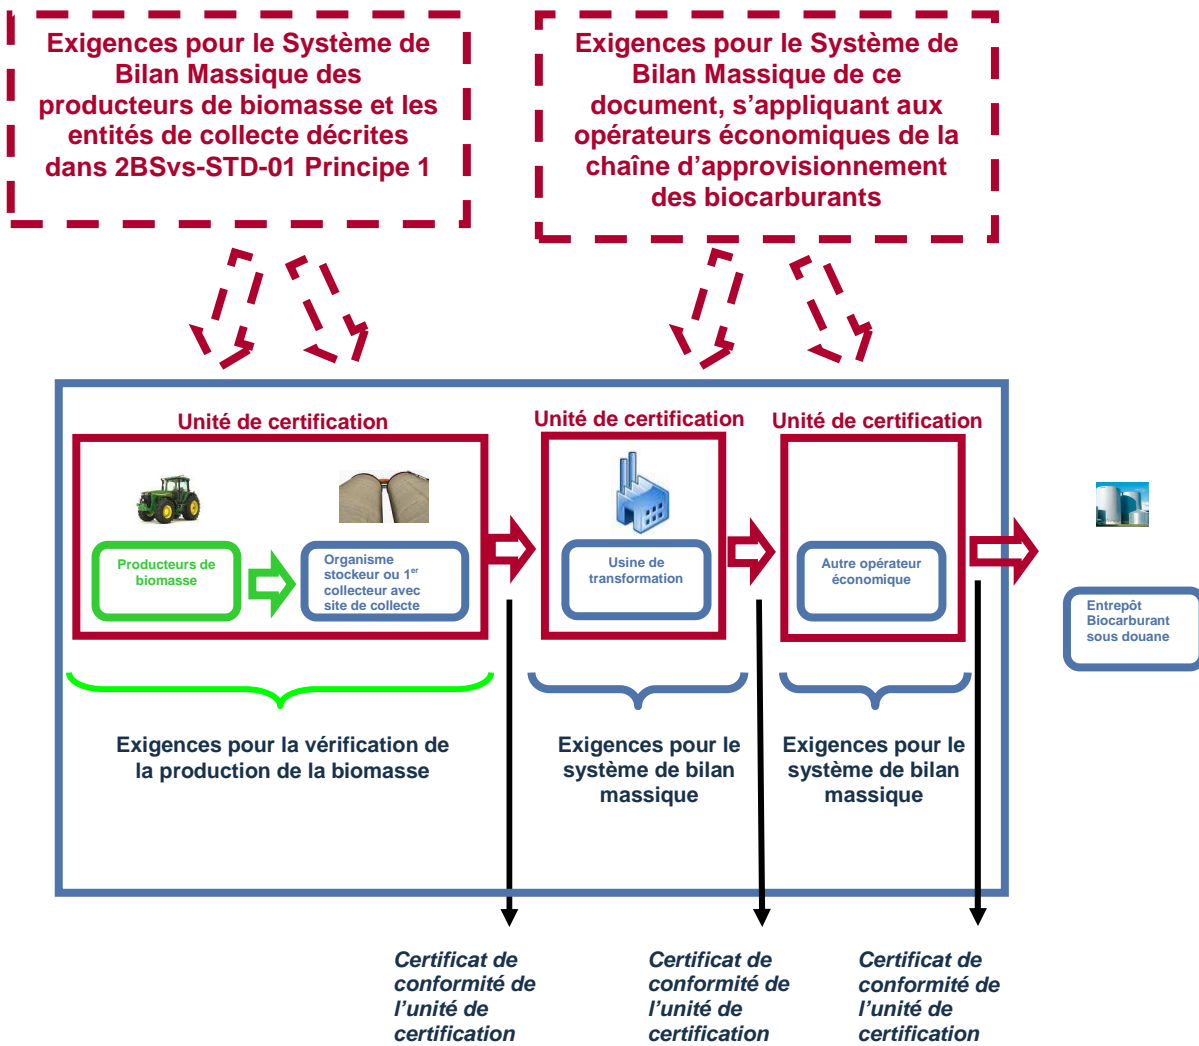 Exigences pour le Système de
Bilan Massique des
producteurs de biomasse et les
entités de collecte décrites
dans 2BSvs-STD-01 Principe 1
Exigences pour le Système de
Bilan Massique de ce
document, s’appliquant aux
opérateurs économiques de la
chaîne d’approvisionnement
des biocarburants
Unité de certification
Unité de certification
Unité de certification
Producteurs de
biomasse
Organisme
stockeur ou 1er
collecteur avec
site de collecte
Usine de
transformation
Autre opérateur
économique
Entrepôt
Biocarburant
sous douane
Exigences pour la vérification de
la production de la biomasse
Exigences pour le
système de bilan
massique
Exigences pour le
système de bilan
massique
Certificat de
conformité de
l’unité de
certification
Certificat de
conformité de
l’unité de
certification
Certificat de
conformité de
l’unité de
certification